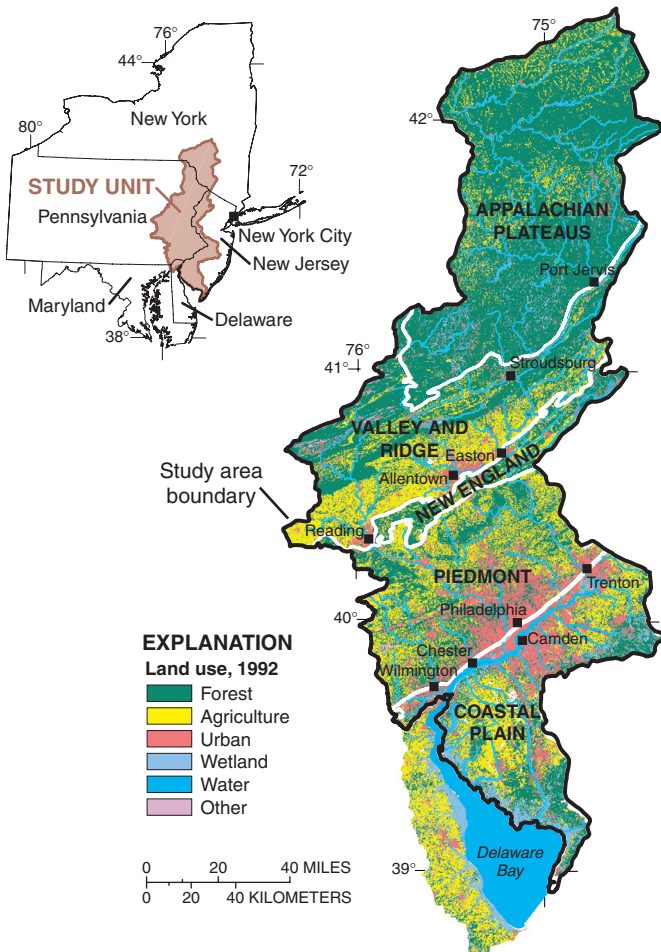 76°
44°
80°
New York
STUDY UNIT
Pennsylvania
72°
New York City
New Jersey
Maryland
Delaware
38°
75°
42°
APPALACHIAN
PLATEAUS
Port Jervis
76°
41°
Stroudsburg
VALLEY AND
RIDGE
Easton
Allentown
NEW ENGLAND
Study area
boundary
Reading
PIEDMONT
Trenton
40°
Philadelphia
Camden
Chester
Wilmington
COASTAL
PLAIN
Delaware
Bay
39°
EXPLANATION
Land use, 1992
Forest
Agriculture
Urban
Wetland
Water
Other
0 20 40 MILES
0 20 40 KILOMETERS